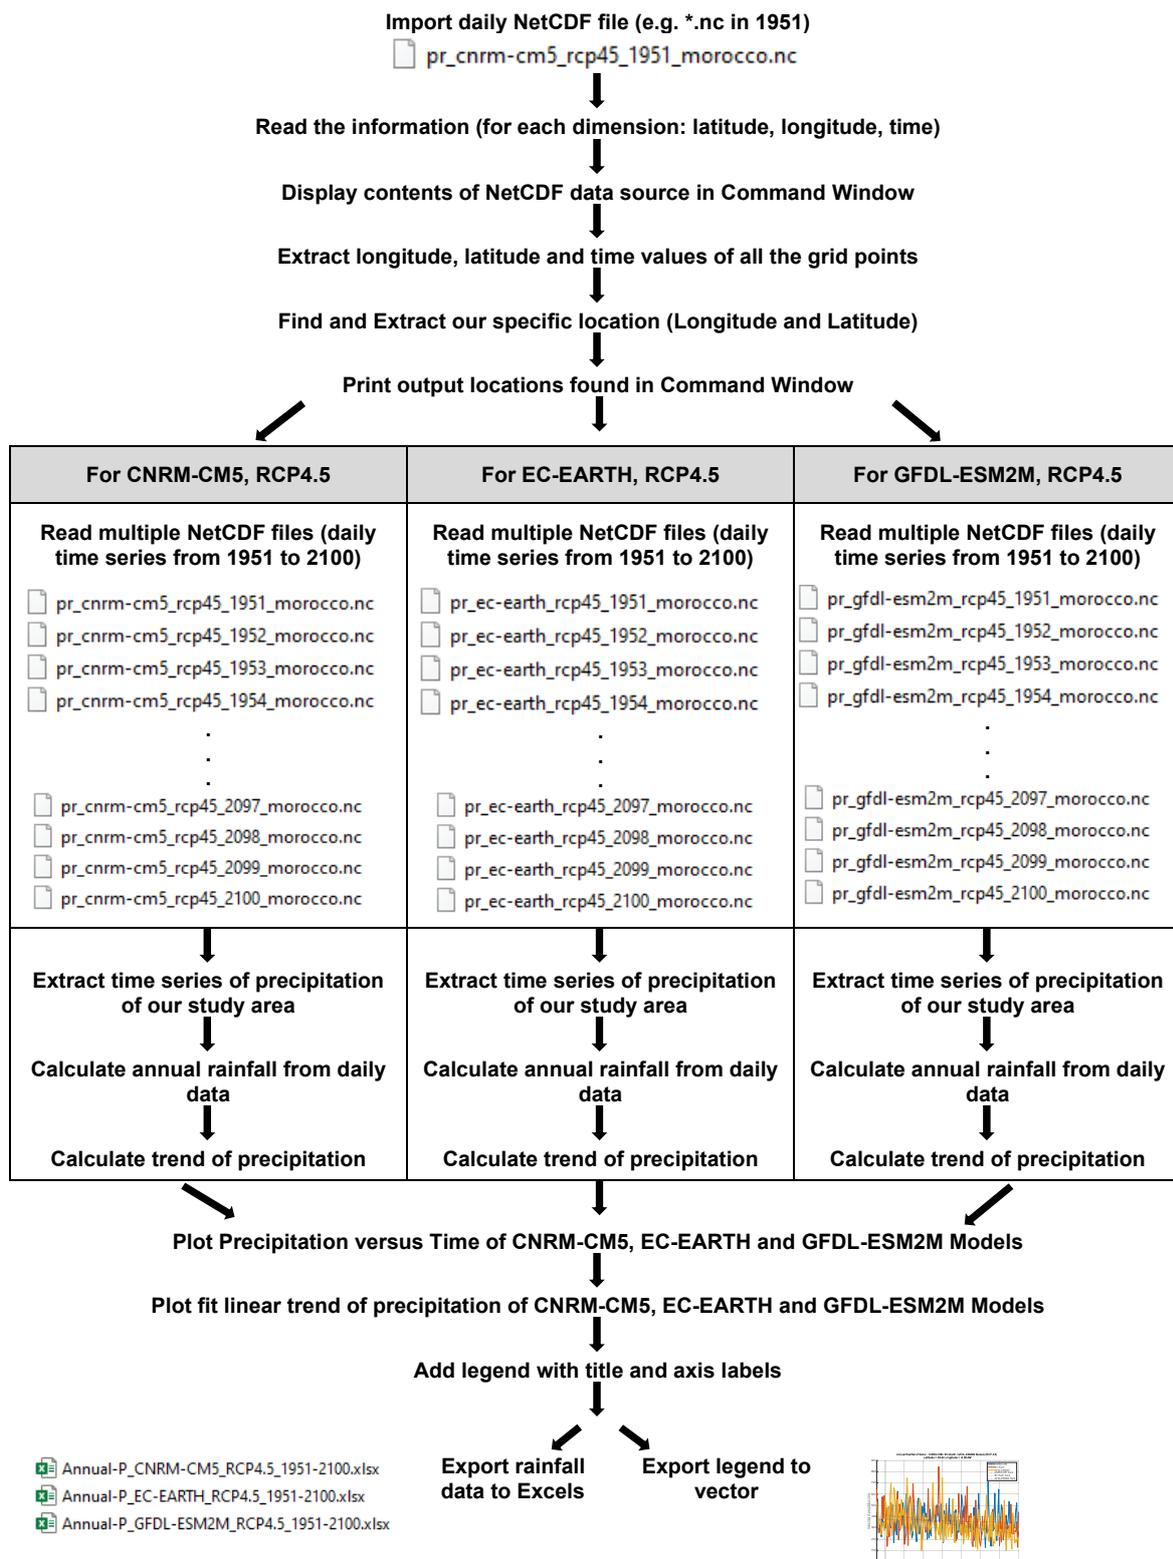 Import daily NetCDF file (e.g. *.nc in 1951)
pr_cnrm-cm5_rcp45_1951_morocco.nc
Read the information (for each dimension: latitude, longitude, time)
Display contents of NetCDF data source in Command Window
Extract longitude, latitude and time values of all the grid points
Find and Extract our specific location (Longitude and Latitude)
Print output locations found in Command Window
For CNRM-CM5, RCP4.5
Read multiple NetCDF files (daily
time series from 1951 to 2100)
pr_cnrm-cm5_rcp45_1951_morocco.nc
pr_cnrm-cm5_rcp45_1952_morocco.nc
pr_cnrm-cm5_rcp45_1953_morocco.nc
pr_cnrm-cm5_rcp45_1954_morocco.nc
.
.
.
pr_cnrm-cm5_rcp45_2097_morocco.nc
pr_cnrm-cm5_rcp45_2098_morocco.nc
pr_cnrm-cm5_rcp45_2099_morocco.nc
pr_cnrm-cm5_rcp45_2100_morocco.nc
Extract time series of precipitation
of our study area
Calculate annual rainfall from daily
data
Calculate trend of precipitation
For EC-EARTH, RCP4.5
Read multiple NetCDF files (daily
time series from 1951 to 2100)
pr_ec-earth_rcp45_1951_morocco.nc
pr_ec-earth_rcp45_1952_morocco.nc
pr_ec-earth_rcp45_1953_morocco.nc
pr_ec-earth_rcp45_1954_morocco.nc
.
.
.
pr_ec-earth_rcp45_2097_morocco.nc
pr_ec-earth_rcp45_2098_morocco.nc
pr_ec-earth_rcp45_2099_morocco.nc
pr_ec-earth_rcp45_2100_morocco.nc
Extract time series of precipitation
of our study area
Calculate annual rainfall from daily
data
Calculate trend of precipitation
For GFDL-ESM2M, RCP4.5
Read multiple NetCDF files (daily
time series from 1951 to 2100)
pr_gfdl-esm2m_rcp45_1951_morocco.nc
pr_gfdl-esm2m_rcp45_1952_morocco.nc
pr_gfdl-esm2m_rcp45_1953_morocco.nc
pr_gfdl-esm2m_rcp45_1954_morocco.nc
.
.
.
pr_gfdl-esm2m_rcp45_2097_morocco.nc
pr_gfdl-esm2m_rcp45_2098_morocco.nc
pr_gfdl-esm2m_rcp45_2099_morocco.nc
pr_gfdl-esm2m_rcp45_2100_morocco.nc
Extract time series of precipitation
of our study area
Calculate annual rainfall from daily
data
Calculate trend of precipitation
Plot Precipitation versus Time of CNRM-CM5, EC-EARTH and GFDL-ESM2M Models
Plot fit linear trend of precipitation of CNRM-CM5, EC-EARTH and GFDL-ESM2M Models
Add legend with title and axis labels
Annual-P_CNRM-CM5_RCP4.5_1951-2100.xlsx
Annual-P_EC-EARTH_RCP4.5_1951-2100.xlsx
Annual-P_GFDL-ESM2M_RCP4.5_1951-2100.xlsx
Export rainfall
data to Excels
Export legend to
vector